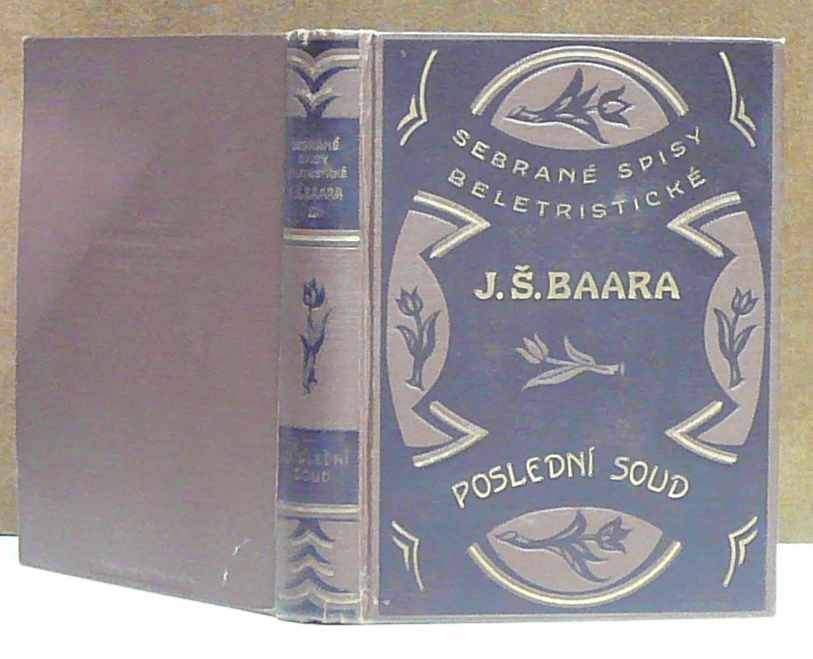 SEBRANÉ
SPISY
BELETRISTICKÉ
J.Š.BAARA
POSLEDNÍ
SOUD
SEBRANÉ SPISY
BELETRISTICKÉ
J.Š.BAARA
POSLEDNÍ SOUD